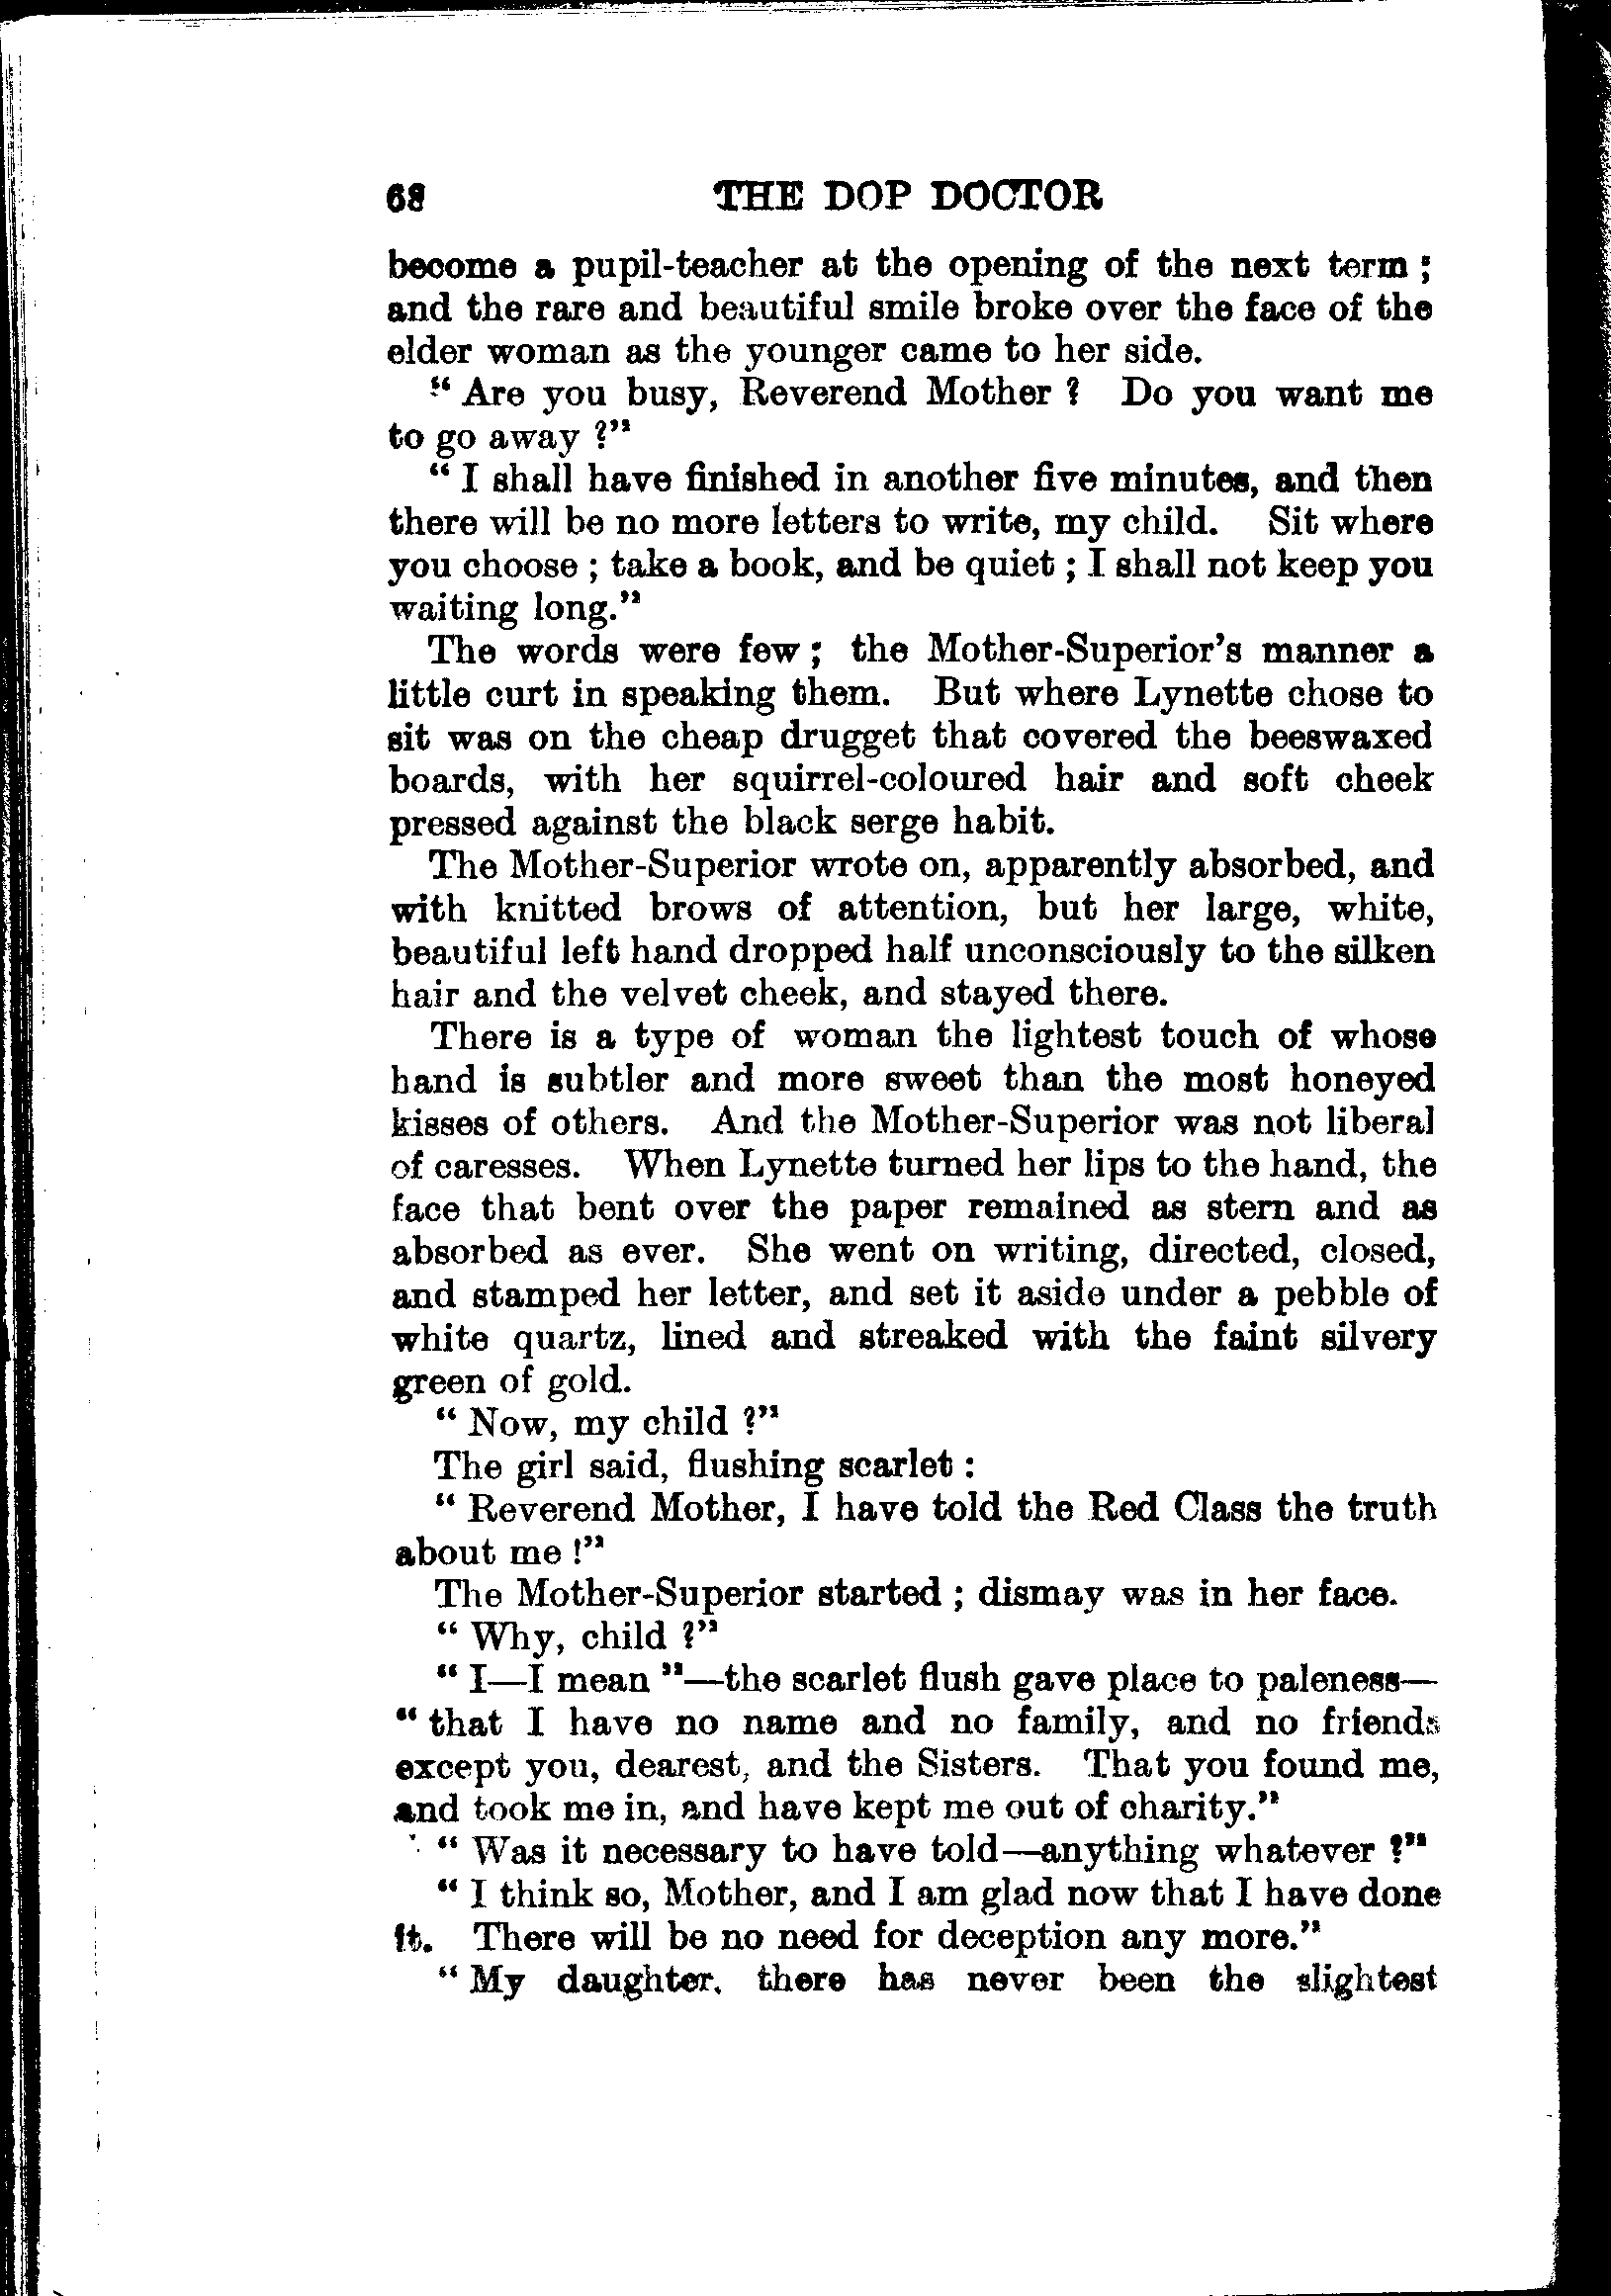 68 THE DOP DOCTOR
become a pupil-teacher at the opening of the next term ;
and the rare and beautiful smile broke over the face of the
elder woman as the younger came to her side.
“ Are you busy, Reverend Mother ? Do you want me
to go away ?”
“ I shall have finished in another five minutes, and then
there will be no more letters to write, my child. Sit where
you choose ; take a book, and be quiet ; I shall not keep you
waiting long.”
The words were few ; the Mother-Superior’s manner a
little curt in speaking them. But where Lynette chose to
sit was on the cheap drugget that covered the beeswaxed
boards, with her squirrel-coloured hair and soft cheek
pressed against the black serge habit.
The Mother-Superior wrote on, apparently absorbed, and
with knitted brows of attention, but her large, white,
beautiful left hand dropped half unconsciously to the silken
hair and the velvet cheek, and stayed there.
There is a type of woman the lightest touch of whose
hand is subtler and more sweet than the most honeyed
kisses of others. And the Mother-Superior was not liberal
of caresses. When Lynette turned her lips to the hand, the
face that bent over the paper remained as stern and as
absorbed as ever. She went on writing, directed, closed,
and stamped her letter, and set it aside under a pebble of
white quartz, lined and streaked with the faint silvery
green of gold.
“ Now, my child ?”
The girl said, flushing scarlet :
“ Reverend Mother, I have told the Red Class the truth
about me !”
The Mother-Superior started ; dismay was in her face.
“ Why, child ?”
“ I—I mean ”—the scarlet flush gave place to paleness—
“ that I have no name and no family, and no friends
except you, dearest, and the Sisters. That you found me,
and took me in, and have kept me out of charity.”
“ Was it necessary to have told—anything whatever ?”
“ I think so, Mother, and I am glad now that I have done
it. There will be no need for deception any more.”
“ My daughter, there has never been the slightest